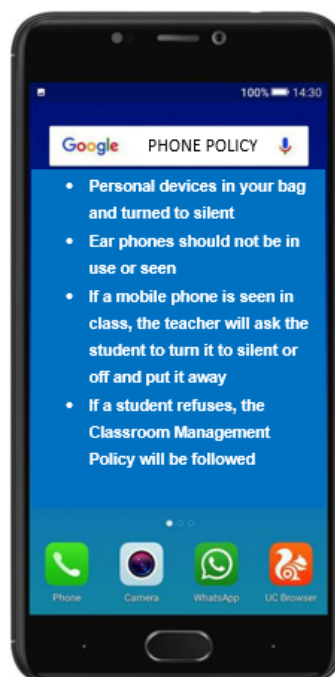 100% 14:30
Google PHONE POLICY
• Personal devices in your bag
and turned to silent
• Ear phones should not be in
use or seen
• If a mobile phone is seen in
class, the teacher will ask the
student to turn it to silent or
off and put it away
• If a student refuses, the
Classroom Management
Policy will be followed
Phone Camera WhatsApp UC Browser